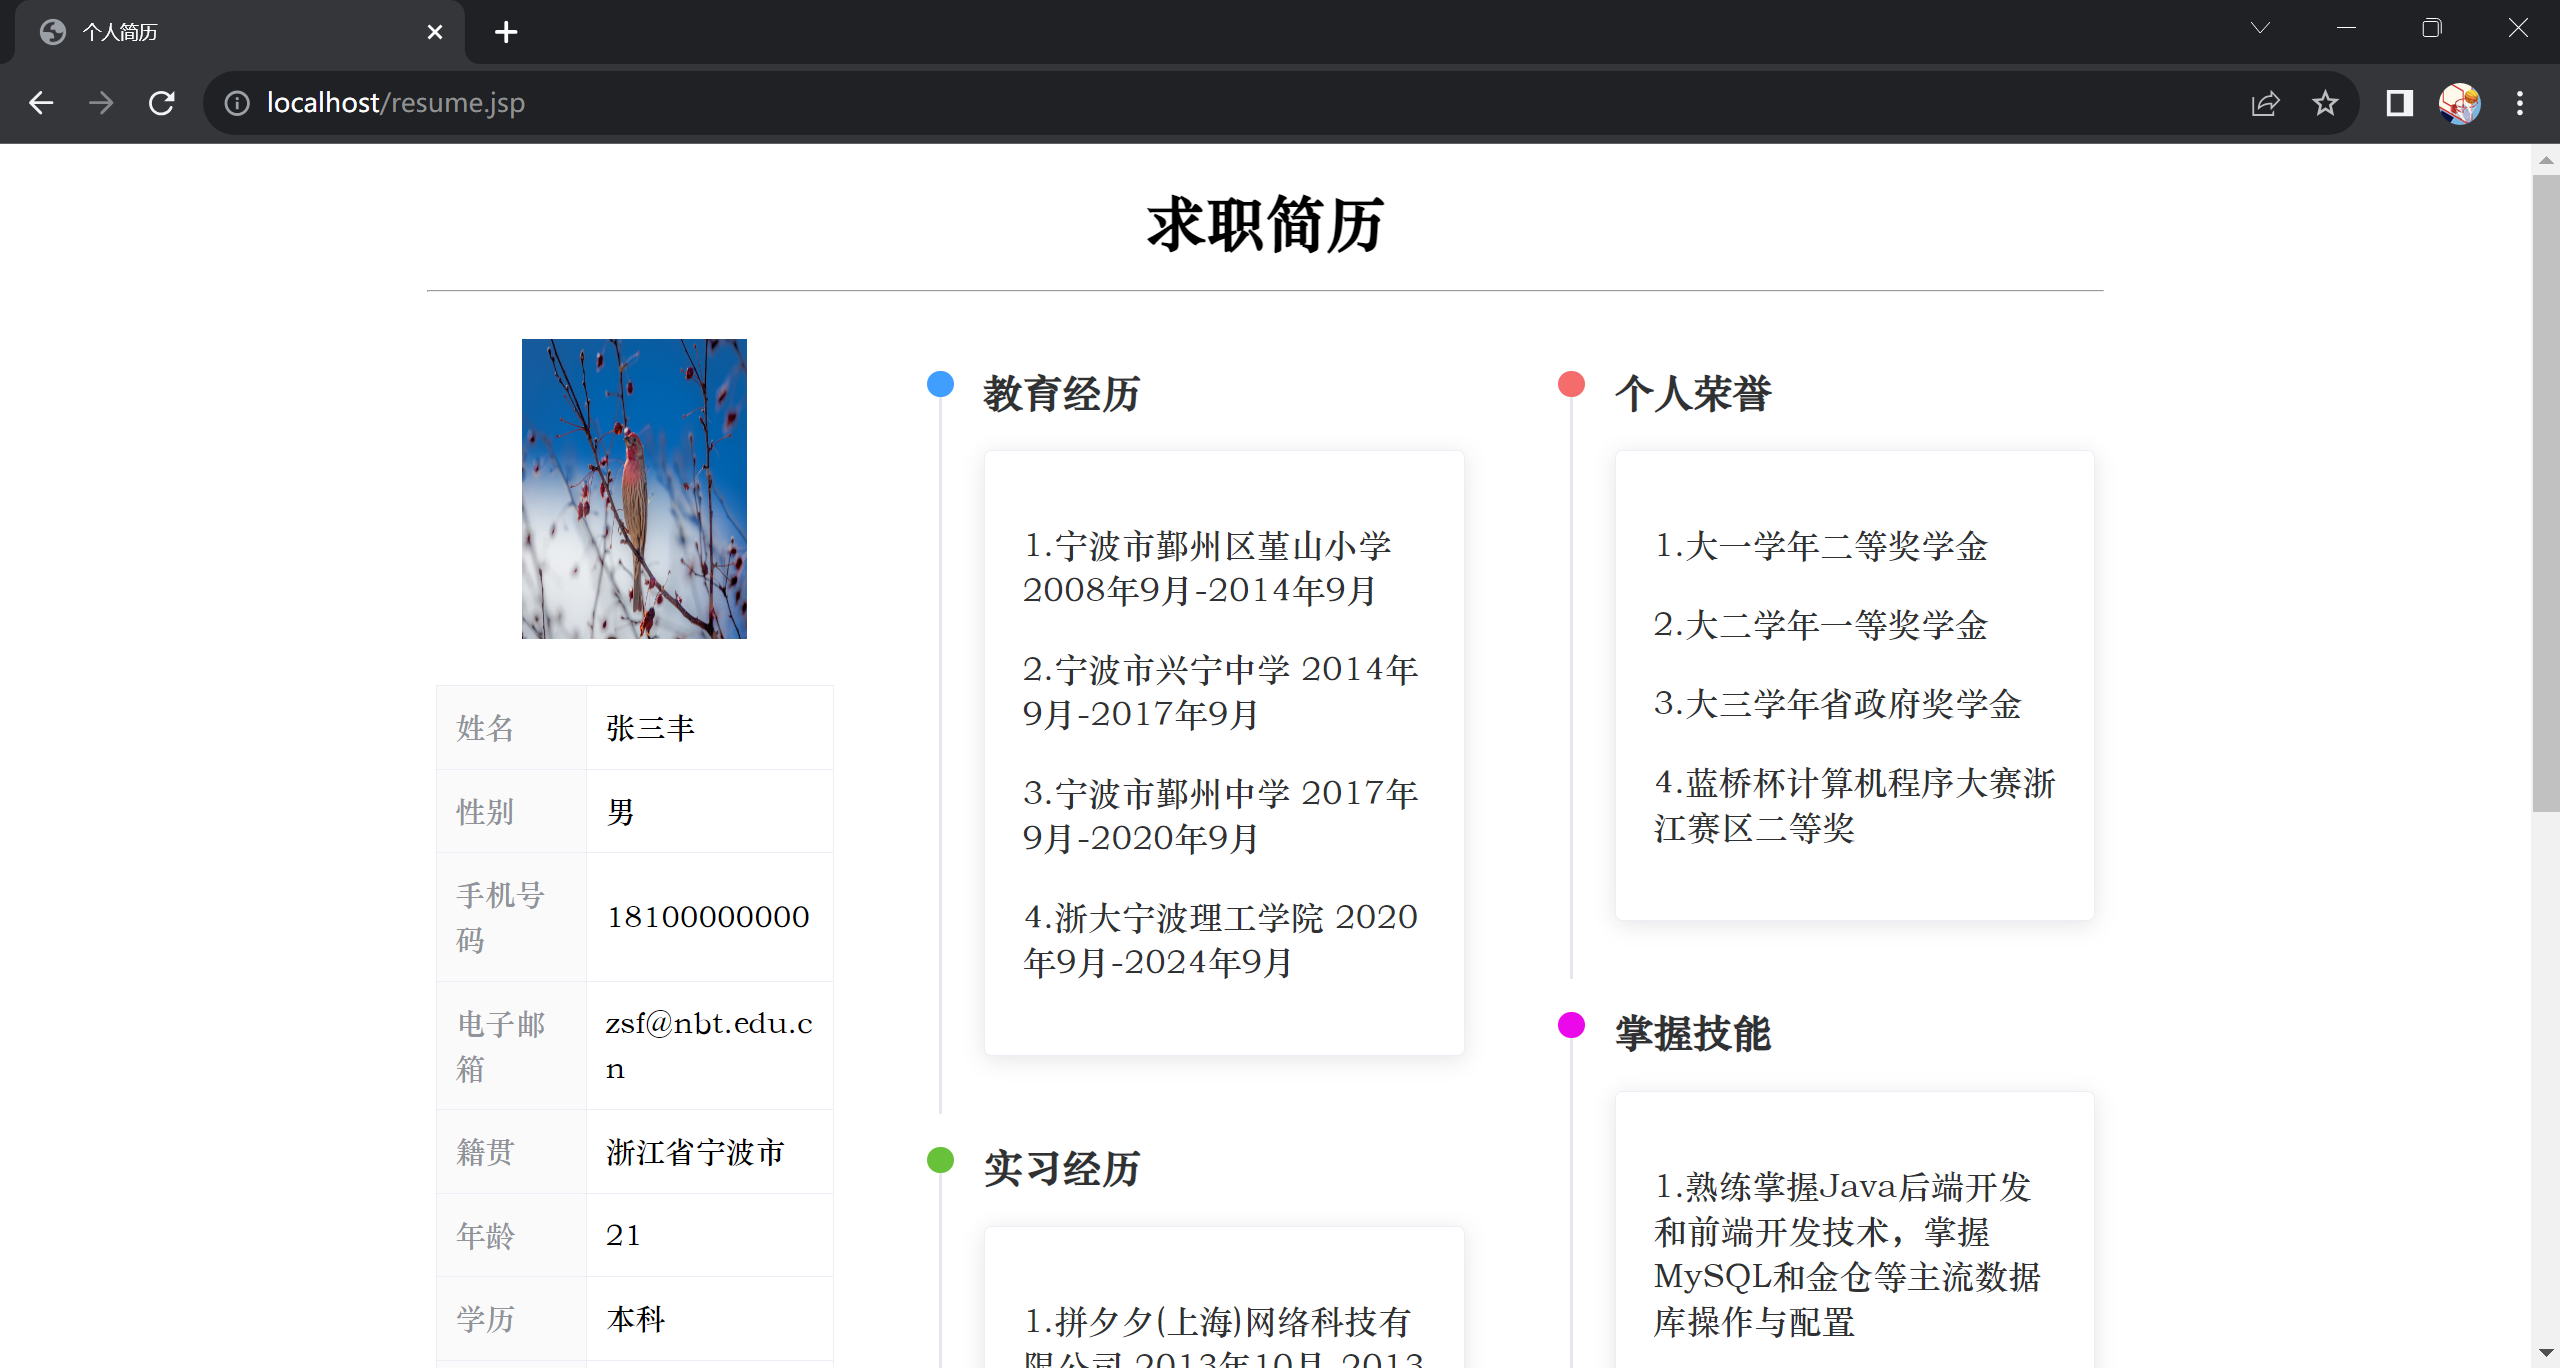 个人简历
localhost/resume.jsp
求职简历
姓名 张三丰
性别 男
手机号
码
18100000000
电子邮
箱
zsf@nbt.edu.c
n
籍贯 浙江省宁波市
年龄 21
学历 本科
教育经历
1.宁波市鄞州区堇山小学
2008年9月-2014年9月
2.宁波市兴宁中学 2014年
9月-2017年9月
3.宁波市鄞州中学 2017年
9月-2020年9月
4.浙大宁波理工学院 2020
年9月-2024年9月
实习经历
1.拼夕夕(上海)网络科技有
限公司 2013年10月-2013
个人荣誉
1.大一学年二等奖学金
2.大二学年一等奖学金
3.大三学年省政府奖学金
4.蓝桥杯计算机程序大赛浙
江赛区二等奖
掌握技能
1.熟练掌握Java后端开发
和前端开发技术，掌握
MySQL和金仓等主流数据
库操作与配置